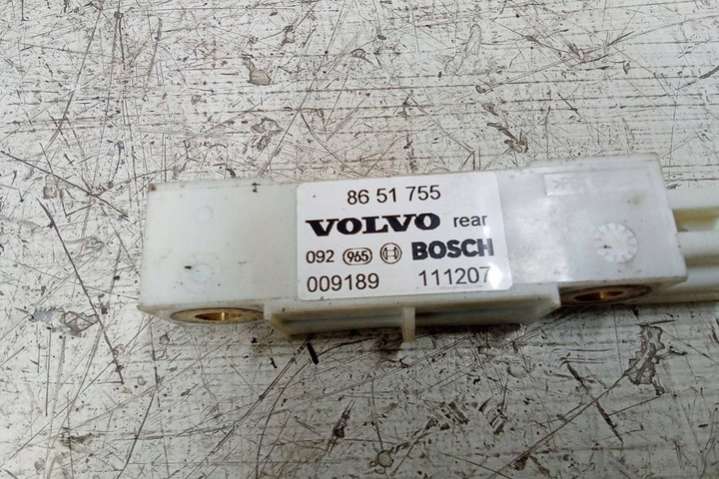 86 51 755
VOLVO rear
092 965 BOSCH
009189 111207